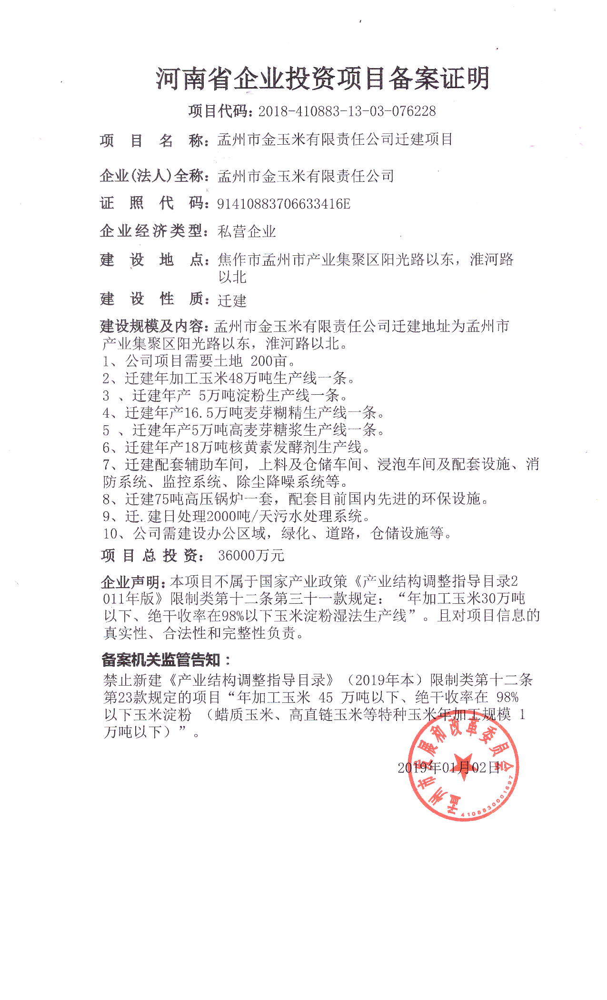 河南省企业投资项目备案证明
项目代码：2018-410883-13-03-076228
项目名称：孟州市金玉米有限责任公司迁建项目
企业(法人)全称：孟州市金玉米有限责任公司
证照代码：91410883706633416E
企业经济类型：私营企业
建设地点：焦作市孟州市产业集聚区阳光路以东，淮河路
以北
建设性质：迁建
建设规模及内容：孟州市金玉米有限责任公司迁建地址为孟州市
产业集聚区阳光路以东，淮河路以北。
1、公司项目需要土地 200亩。
2、迁建年加工玉米48万吨生产线一条。
3 、迁建年产 5万吨淀粉生产线一条。
4、迁建年产16.5万吨麦芽糊精生产线一条。
5 、迁建年产5万吨高麦芽糖浆生产线一条。
6、迁建年产18万吨核黄素发酵剂生产线。
7、迁建配套辅助车间，上料及仓储车间、浸泡车间及配套设施、消
防系统、监控系统、除尘降噪系统等。
8、迁建75吨高压锅炉一套，配套目前国内先进的环保设施。
9、迁.建日处理2000吨/天污水处理系统。
10、公司需建设办公区域，绿化、道路，仓储设施等。
项目总投资： 36000万元
企业声明：本项目不属于国家产业政策《产业结构调整指导目录2
011年版》限制类第十二条第三十一款规定：“年加工玉米30万吨
以下、绝干收率在98%以下玉米淀粉湿法生产线”。且对项目信息的
真实性、合法性和完整性负责。
备案机关监管告知：
禁止新建《产业结构调整指导目录》（2019年本）限制类第十二条
第23款规定的项目“年加工玉米 45 万吨以下、绝干收率在 98%
以下玉米淀粉 （蜡质玉米、高直链玉米等特种玉米年加工规模 1
万吨以下）”。
孟州市发展和改革委员会
2019年01月02日
4108830001697